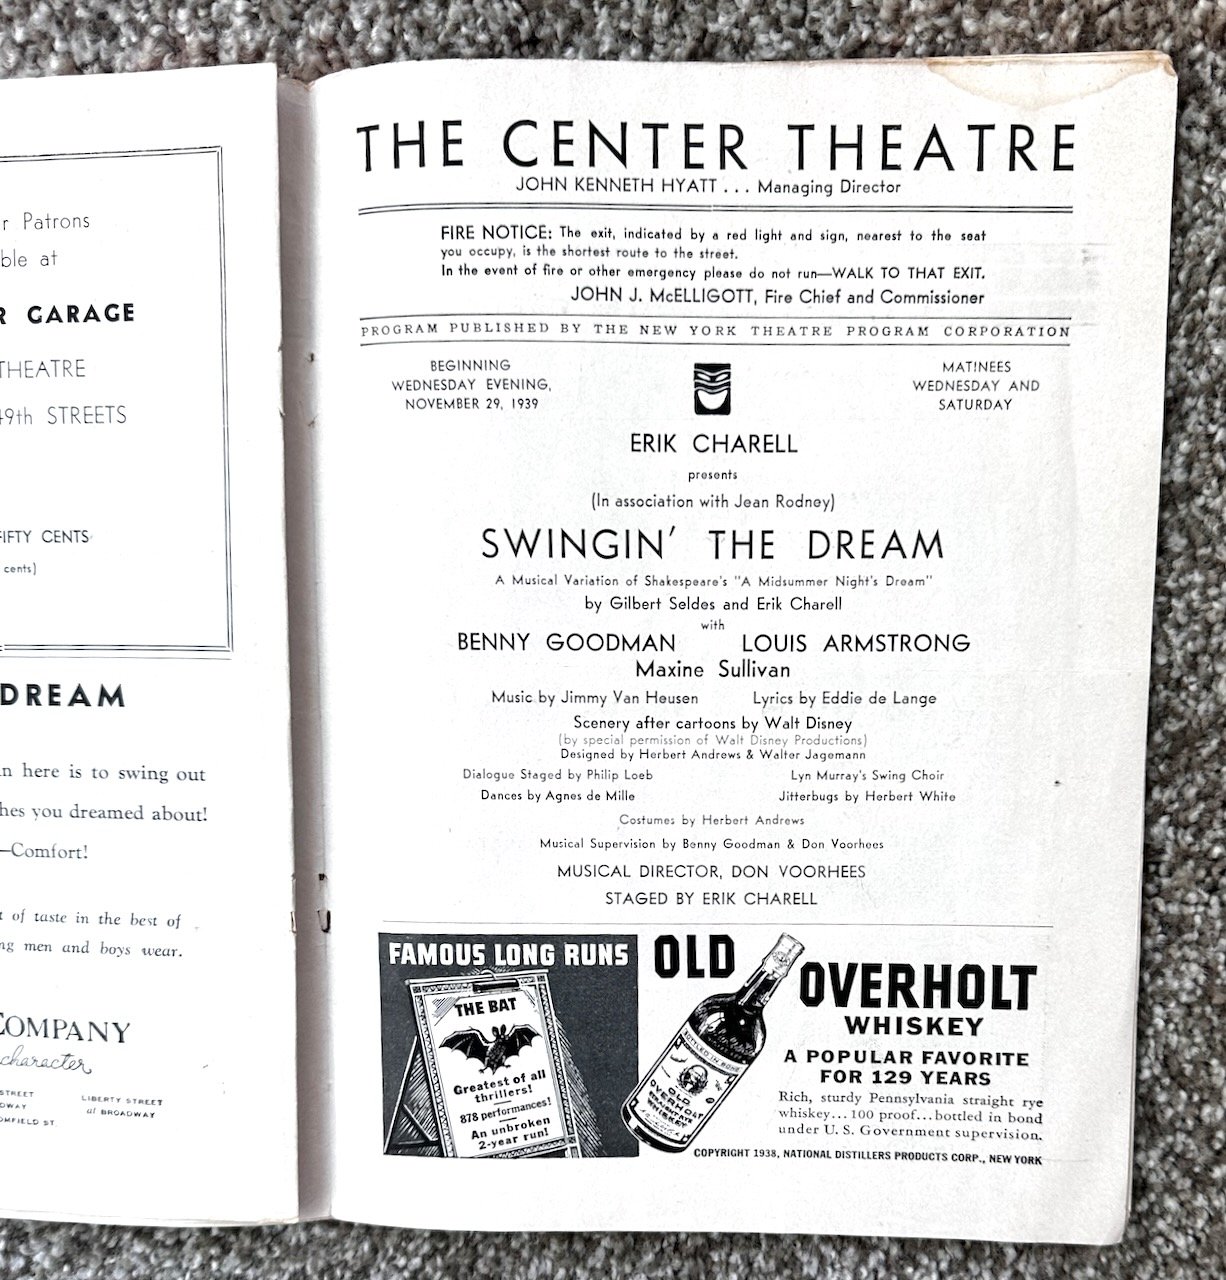 r Patrons
ble at
R GARAGE
THEATRE
49th STREETS
FIFTY CENTS
cents)
DREAM
n here is to swing out
hes you dreamed about!
—Comfort!
t of taste in the best of
ng men and boys wear.
COMPANY
character
STREET
DWAY
OMFIELD ST.
LIBERTY STREET
at BROADWAY
THE CENTER THEATRE
JOHN KENNETH HYATT . . . Managing Director
FIRE NOTICE: The exit, indicated by a red light and sign, nearest to the seat
you occupy, is the shortest route to the street.
In the event of fire or other emergency please do not run—WALK TO THAT EXIT.
JOHN J. McELLIGOTT, Fire Chief and Commissioner
PROGRAM PUBLISHED BY THE NEW YORK THEATRE PROGRAM CORPORATION
BEGINNING
WEDNESDAY EVENING,
NOVEMBER 29, 1939
MATINEES
WEDNESDAY AND
SATURDAY
ERIK CHARELL
presents
(In association with Jean Rodney)
SWINGIN' THE DREAM
A Musical Variation of Shakespeare's "A Midsummer Night's Dream"
by Gilbert Seldes and Erik Charell
with
BENNY GOODMAN LOUIS ARMSTRONG
Maxine Sullivan
Music by Jimmy Van Heusen Lyrics by Eddie de Lange
Scenery after cartoons by Walt Disney
(by special permission of Walt Disney Productions)
Designed by Herbert Andrews & Walter Jagemann
Dialogue Staged by Philip Loeb Lyn Murray's Swing Choir
Dances by Agnes de Mille Jitterbugs by Herbert White
Costumes by Herbert Andrews
Musical Supervision by Benny Goodman & Don Voorhees
MUSICAL DIRECTOR, DON VOORHEES
STAGED BY ERIK CHARELL
FAMOUS LONG RUNS
THE BAT
Greatest of all
thrillers!
878 performances!
An unbroken
2-year run!
OLD
OVERHOLT
WHISKEY
BOTTLED IN BOND
OLD
OVERHOLT
STRAIGHT RYE
WHISKEY
A POPULAR FAVORITE
FOR 129 YEARS
Rich, sturdy Pennsylvania straight rye
whiskey... 100 proof...bottled in bond
under U. S. Government supervision.
COPYRIGHT 1938, NATIONAL DISTILLERS PRODUCTS CORP., NEW YORK